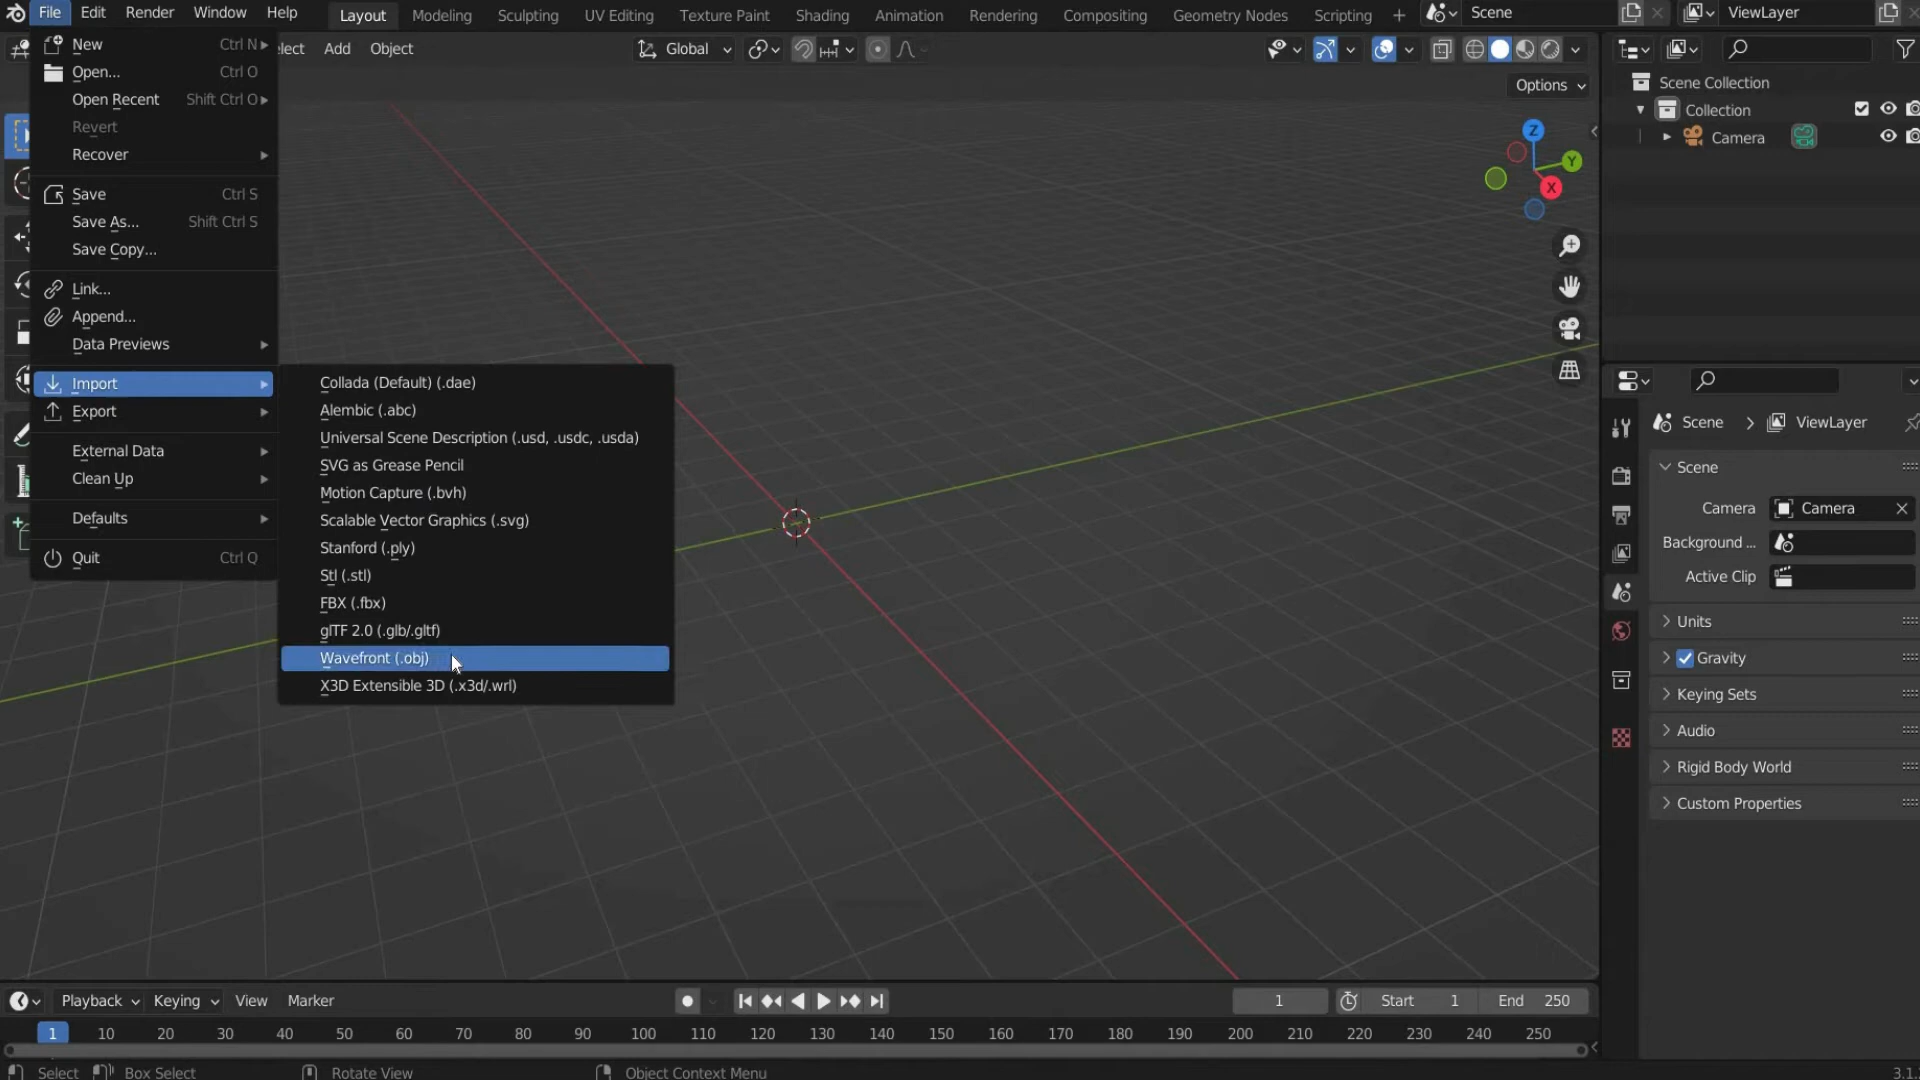 File Edit Render Window Help Layout Modeling Sculpting UV Editing Texture Paint Shading Animation Rendering Compositing Geometry Nodes Scripting + Scene ViewLayer
New Ctrl N
Open... Ctrl O
Open Recent Shift Ctrl O
Revert
Recover
Save Ctrl S
Save As... Shift Ctrl S
Save Copy...
Link...
Append...
Data Previews
Import
Export
External Data
Clean Up
Defaults
Quit Ctrl Q
Collada (Default) (.dae)
Alembic (.abc)
Universal Scene Description (.usd, .usdc, .usda)
SVG as Grease Pencil
Motion Capture (.bvh)
Scalable Vector Graphics (.svg)
Stanford (.ply)
Stl (.stl)
FBX (.fbx)
glTF 2.0 (.glb/.gltf)
Wavefront (.obj)
X3D Extensible 3D (.x3d/.wrl)
lect Add Object Global
Options
Z
Y
X
Scene Collection
Collection
Camera
Scene > ViewLayer
Scene
Camera Camera
Background ...
Active Clip
Units
Gravity
Keying Sets
Audio
Rigid Body World
Custom Properties
Playback Keying View Marker 1 Start 1 End 250
1 10 20 30 40 50 60 70 80 90 100 110 120 130 140 150 160 170 180 190 200 210 220 230 240 250
Select Box Select Rotate View Object Context Menu 3.1.